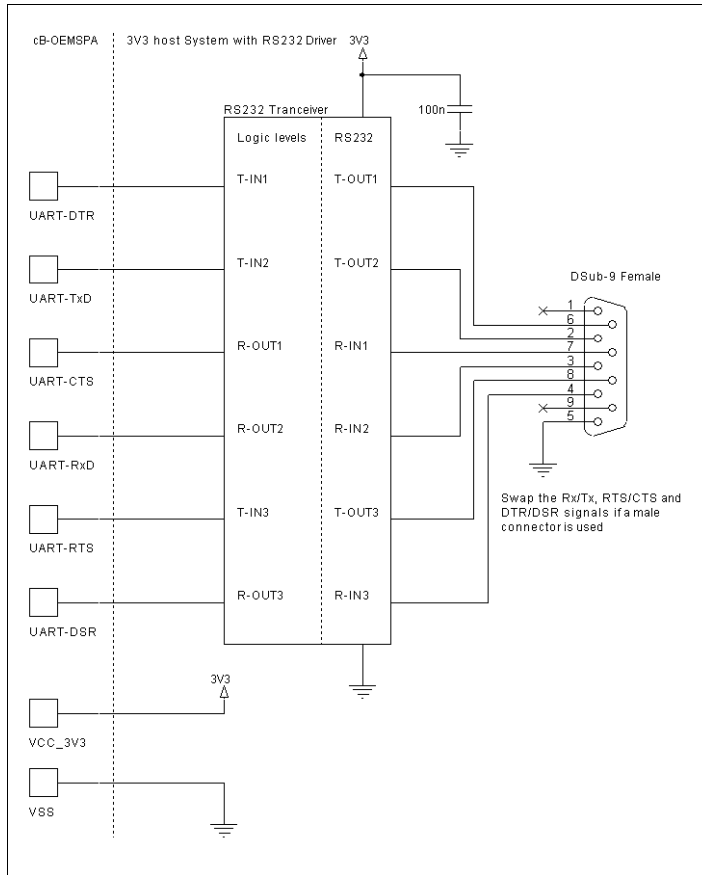 cB-OEMSPA
3V3 host System with RS232 Driver
3V3
100n
RS232 Tranceiver
Logic levels
RS232
T-IN1
T-OUT1
UART-DTR
T-IN2
T-OUT2
UART-TxD
DSub-9 Female
1
6
2
7
3
8
4
9
5
R-OUT1
R-IN1
UART-CTS
R-OUT2
R-IN2
UART-RxD
Swap the Rx/Tx, RTS/CTS and
DTR/DSR signals if a male
connector is used
T-IN3
T-OUT3
UART-RTS
R-OUT3
R-IN3
UART-DSR
3V3
VCC_3V3
VSS